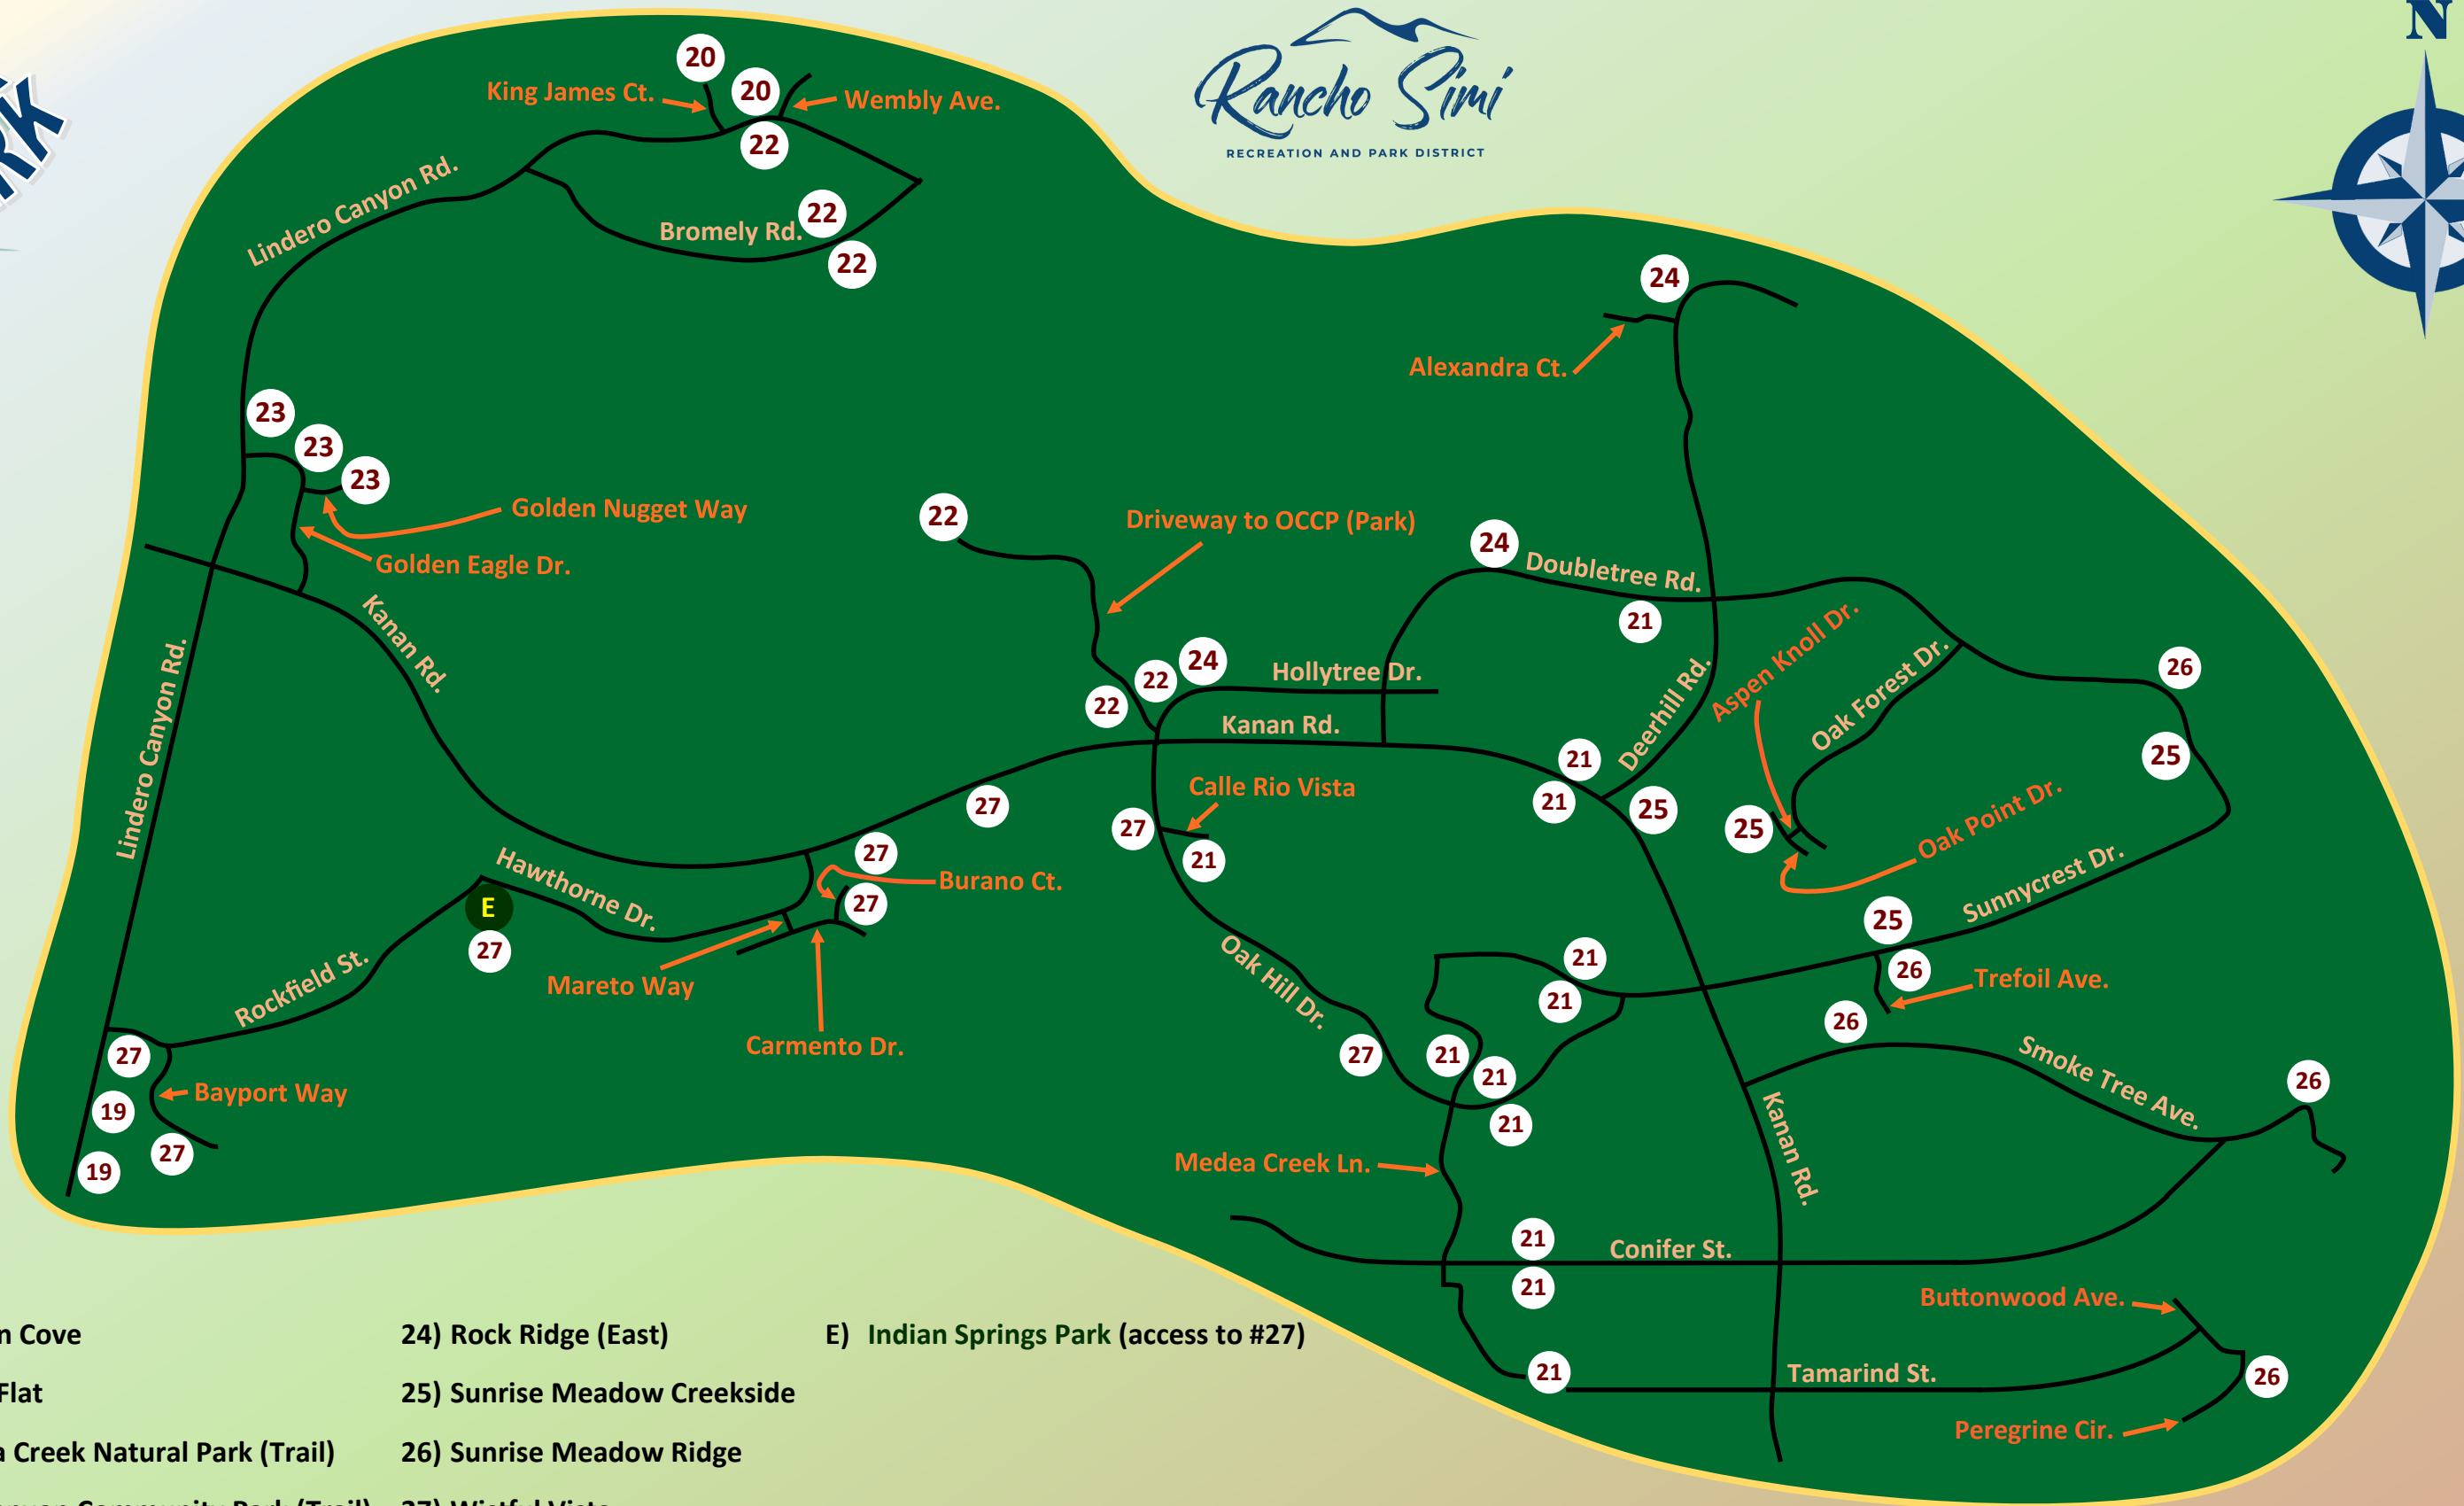 N
RK
Rancho Simi
RECREATION AND PARK DISTRICT
20
20
King James Ct.
Wembly Ave.
22
Lindero Canyon Rd.
22
Bromely Rd.
22
24
Alexandra Ct.
23
23
23
Golden Nugget Way
Golden Eagle Dr.
22
Driveway to OCCP (Park)
24
Doubletree Rd.
21
Kanan Rd.
Lindero Canyon Rd.
22
24
22
Hollytree Dr.
Kanan Rd.
Deerhill Rd.
Aspen Knoll Dr.
Oak Forest Dr.
26
25
21
21
25
25
Oak Point Dr.
Calle Rio Vista
27
27
21
27
27
Burano Ct.
Hawthorne Dr.
E
27
Mareto Way
Carmento Dr.
Rockfield St.
Sunnycrest Dr.
25
26
Trefoil Ave.
26
Oak Hill Dr.
21
21
27
21
21
21
27
Bayport Way
19
27
19
Smoke Tree Ave.
26
Kanan Rd.
Medea Creek Ln.
21
Conifer St.
21
Buttonwood Ave.
21
Tamarind St.
26
Peregrine Cir.
n Cove
24) Rock Ridge (East)
E) Indian Springs Park (access to #27)
Flat
25) Sunrise Meadow Creekside
a Creek Natural Park (Trail)
26) Sunrise Meadow Ridge
Community Park (Trail)
27) Wistful Vista